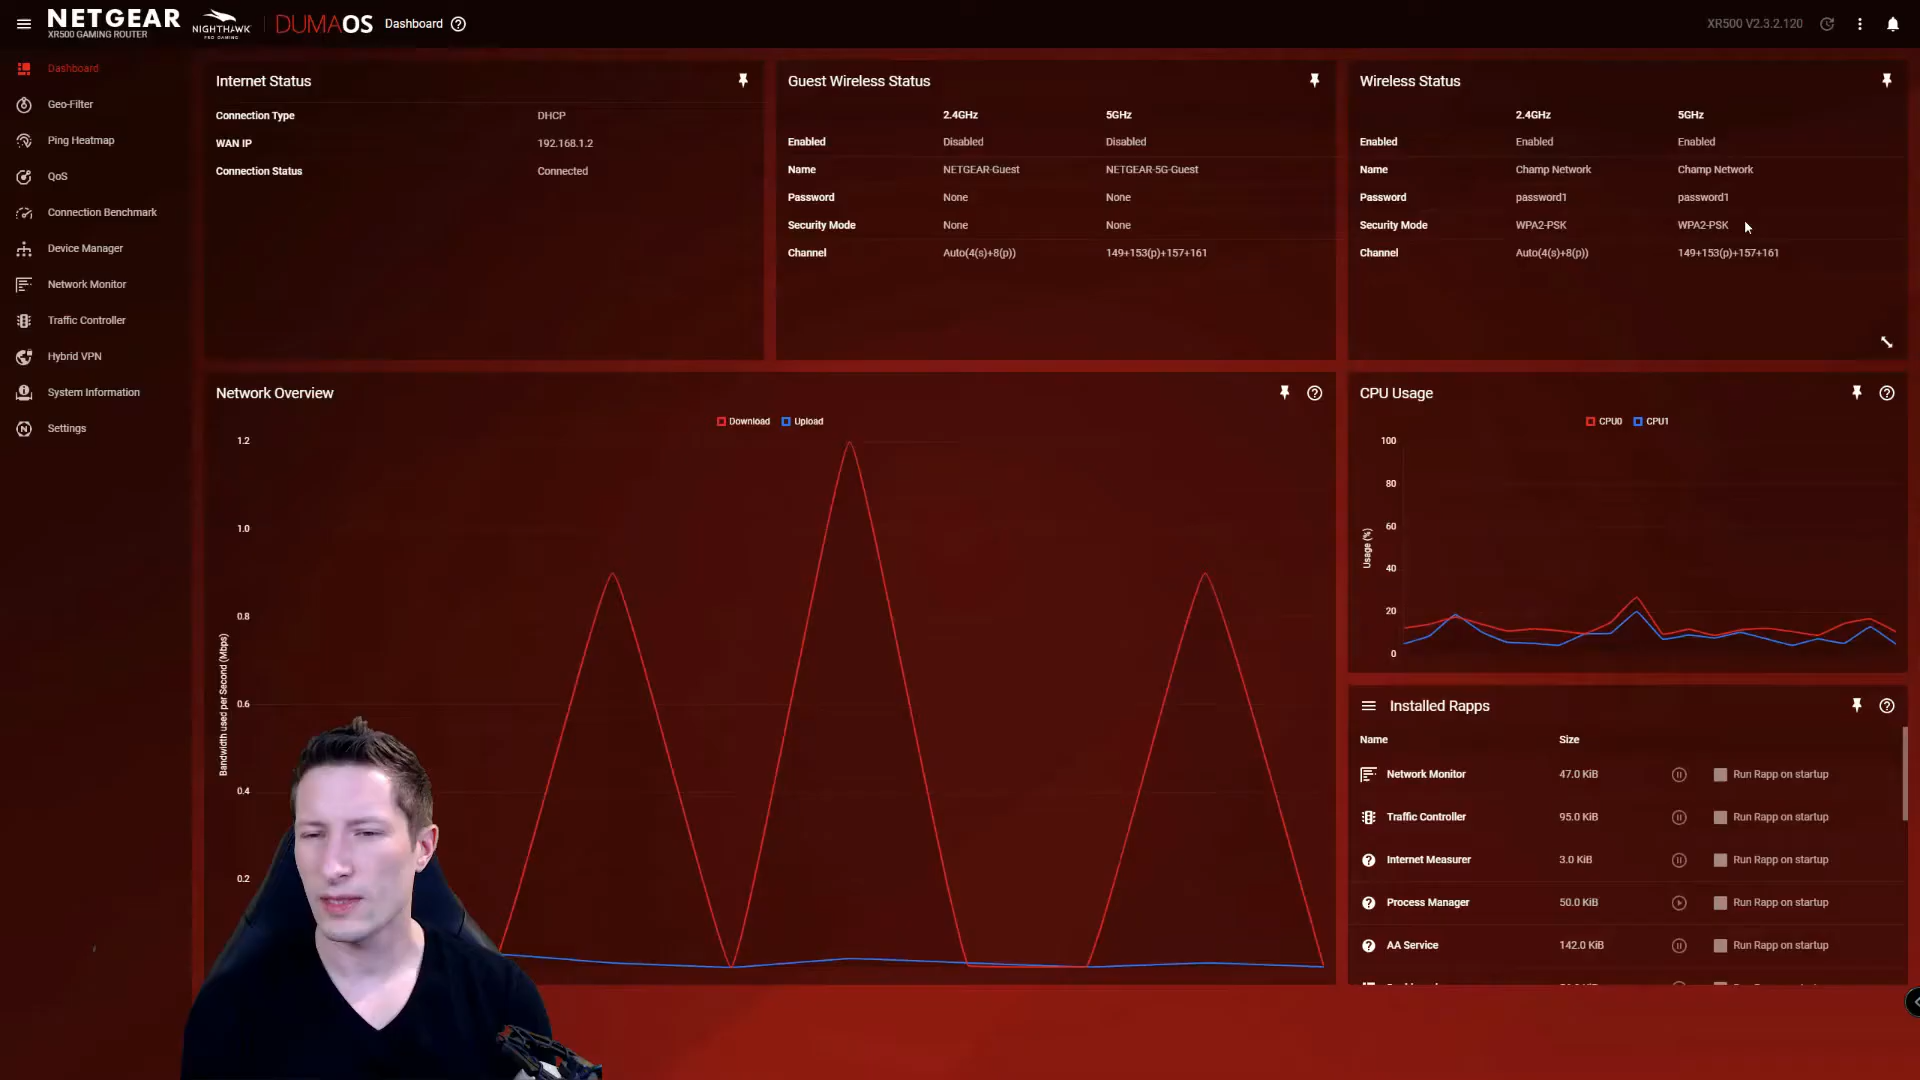 NETGEAR
XR500 GAMING ROUTER
NIGHTHAWK
PRO GAMING
DUMAOS
Dashboard
XR500 V2.3.2.120
Dashboard
Geo-Filter
Ping Heatmap
QoS
Connection Benchmark
Device Manager
Network Monitor
Traffic Controller
Hybrid VPN
System Information
Settings
Internet Status
Connection Type DHCP
WAN IP 192.168.1.2
Connection Status Connected
Guest Wireless Status
2.4GHz 5GHz
Enabled Disabled Disabled
Name NETGEAR-Guest NETGEAR-5G-Guest
Password None None
Security Mode None None
Channel Auto(4(s)+8(p)) 149+153(p)+157+161
Wireless Status
2.4GHz 5GHz
Enabled Enabled Enabled
Name Champ Network Champ Network
Password password1 password1
Security Mode WPA2-PSK WPA2-PSK
Channel Auto(4(s)+8(p)) 149+153(p)+157+161
Network Overview
Download Upload
Bandwidth used per Second (Mbps)
1.2
1.0
0.8
0.6
0.4
0.2
CPU Usage
CPU0 CPU1
Usage (%)
100
80
60
40
20
0
Installed Rapps
Name Size
Network Monitor 47.0 KiB Run Rapp on startup
Traffic Controller 95.0 KiB Run Rapp on startup
Internet Measurer 3.0 KiB Run Rapp on startup
Process Manager 50.0 KiB Run Rapp on startup
AA Service 142.0 KiB Run Rapp on startup